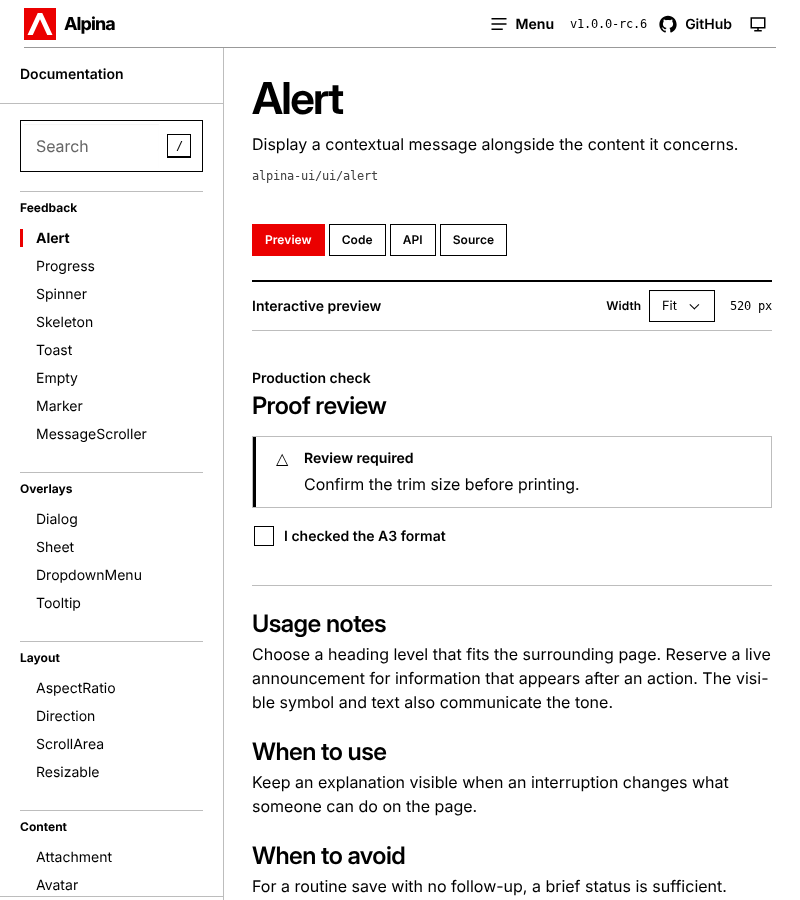 Alpina
Menu
v1.0.0-rc.6
GitHub
Documentation
Search
/
Feedback
Alert
Progress
Spinner
Skeleton
Toast
Empty
Marker
MessageScroller
Overlays
Dialog
Sheet
DropdownMenu
Tooltip
Layout
AspectRatio
Direction
ScrollArea
Resizable
Content
Attachment
Avatar
Alert
Display a contextual message alongside the content it concerns.
alpina-ui/ui/alert
Preview
Code
API
Source
Interactive preview
Width
Fit
520 px
Production check
Proof review
Review required
Confirm the trim size before printing.
I checked the A3 format
Usage notes
Choose a heading level that fits the surrounding page. Reserve a live
announcement for information that appears after an action. The visi-
ble symbol and text also communicate the tone.
When to use
Keep an explanation visible when an interruption changes what
someone can do on the page.
When to avoid
For a routine save with no follow-up, a brief status is sufficient.